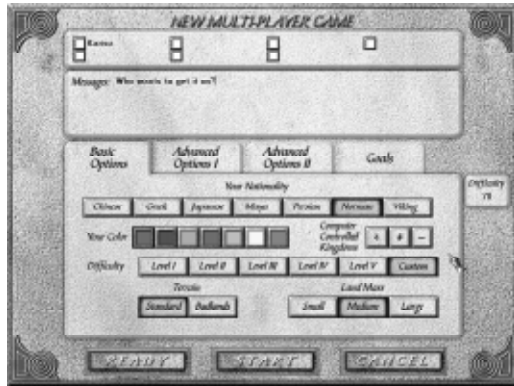 NEW MULTI-PLAYER GAME
Messages: Who wants to get it on?
Basic Options
Advanced Options I
Advanced Options II
Goals
Your Nationality
Chinese Greek Japanese Maya Persian Norman Viking
Your Color
Computer Controlled Kingdoms + -
Difficulty Level I Level II Level III Level IV Level V Custom
Terrain Land Mass
Standard Badlands Small Medium Large
Difficulty
READY START CANCEL